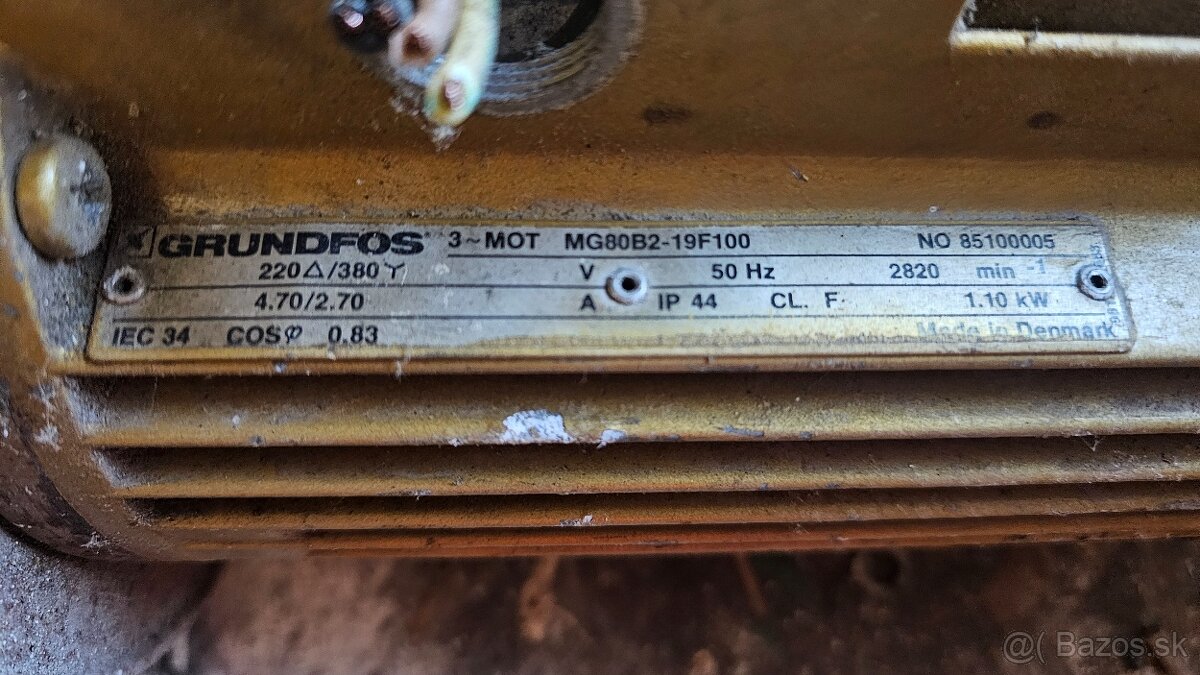 GRUNDFOS 3~MOT MG80B2-19F100 NO 85100005
220△/380Y V 50 Hz 2820 min -1
4.70/2.70 A IP 44 CL. F. 1.10 kW
IEC 34 COSφ 0.83 Made in Denmark
@( Bazos.sk